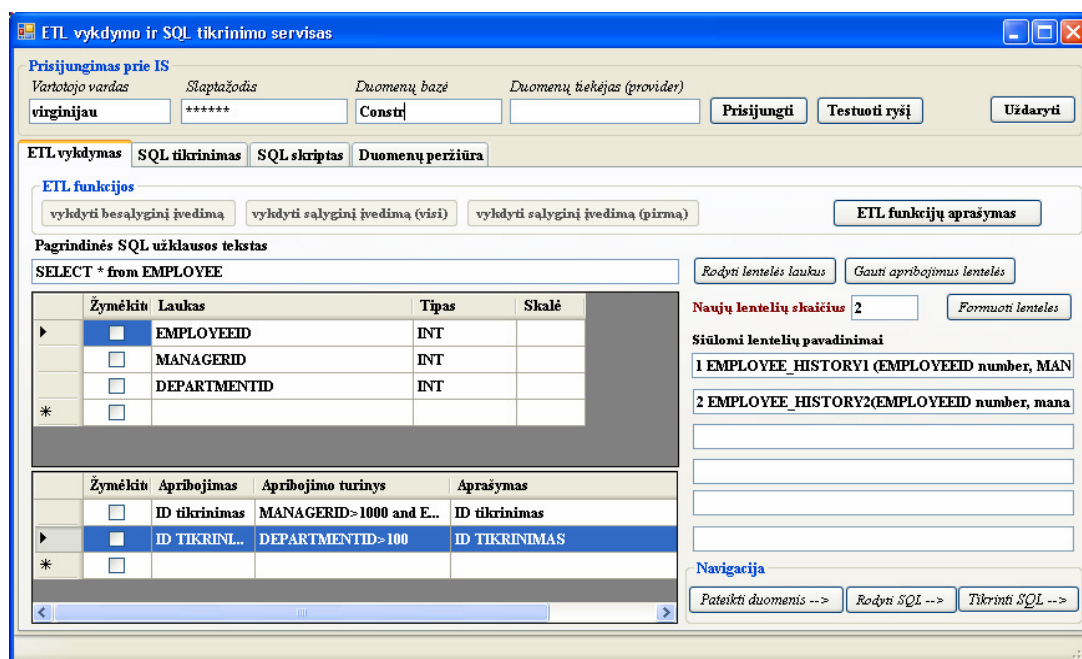 ETL vykdymo ir SQL tikrinimo servisas
Prisijungimas prie IS
Vartotojo vardas Slaptažodis Duomenų bazė Duomenų tiekėjas (provider)
virginijau ****** Constr Prisijungti Testuoti ryšį Uždaryti
ETL vykdymas SQL tikrinimas SQL skriptas Duomenų peržiūra
ETL funkcijos
vykdyti besąlyginį įvedimą vykdyti sąlyginį įvedimą (visi) vykdyti sąlyginį įvedimą (pirmą) ETL funkcijų aprašymas
Pagrindinės SQL užklausos tekstas
SELECT * from EMPLOYEE Rodyti lentelės laukus Gauti apribojimus lentelės
Žymėkitė Laukas Tipas Skalė
Naujų lentelių skaičius 2 Formuoti lenteles
EMPLOYEEID INT
Siūlomi lentelių pavadinimai
MANAGERID INT
1 EMPLOYEE_HISTORY1 (EMPLOYEEID number, MAN
DEPARTMENTID INT
2 EMPLOYEE_HISTORY2(EMPLOYEEID number, mana
Žymėkitė Apribojimas Apribojimo turinys Aprašymas
ID tikrinimas MANAGERID>1000 and E... ID tikrinimas
ID TIKRINI... DEPARTMENTID>100 ID TIKRINIMAS
Navigacija
Pateikti duomenis --> Rodyti SQL --> Tikrinti SQL -->